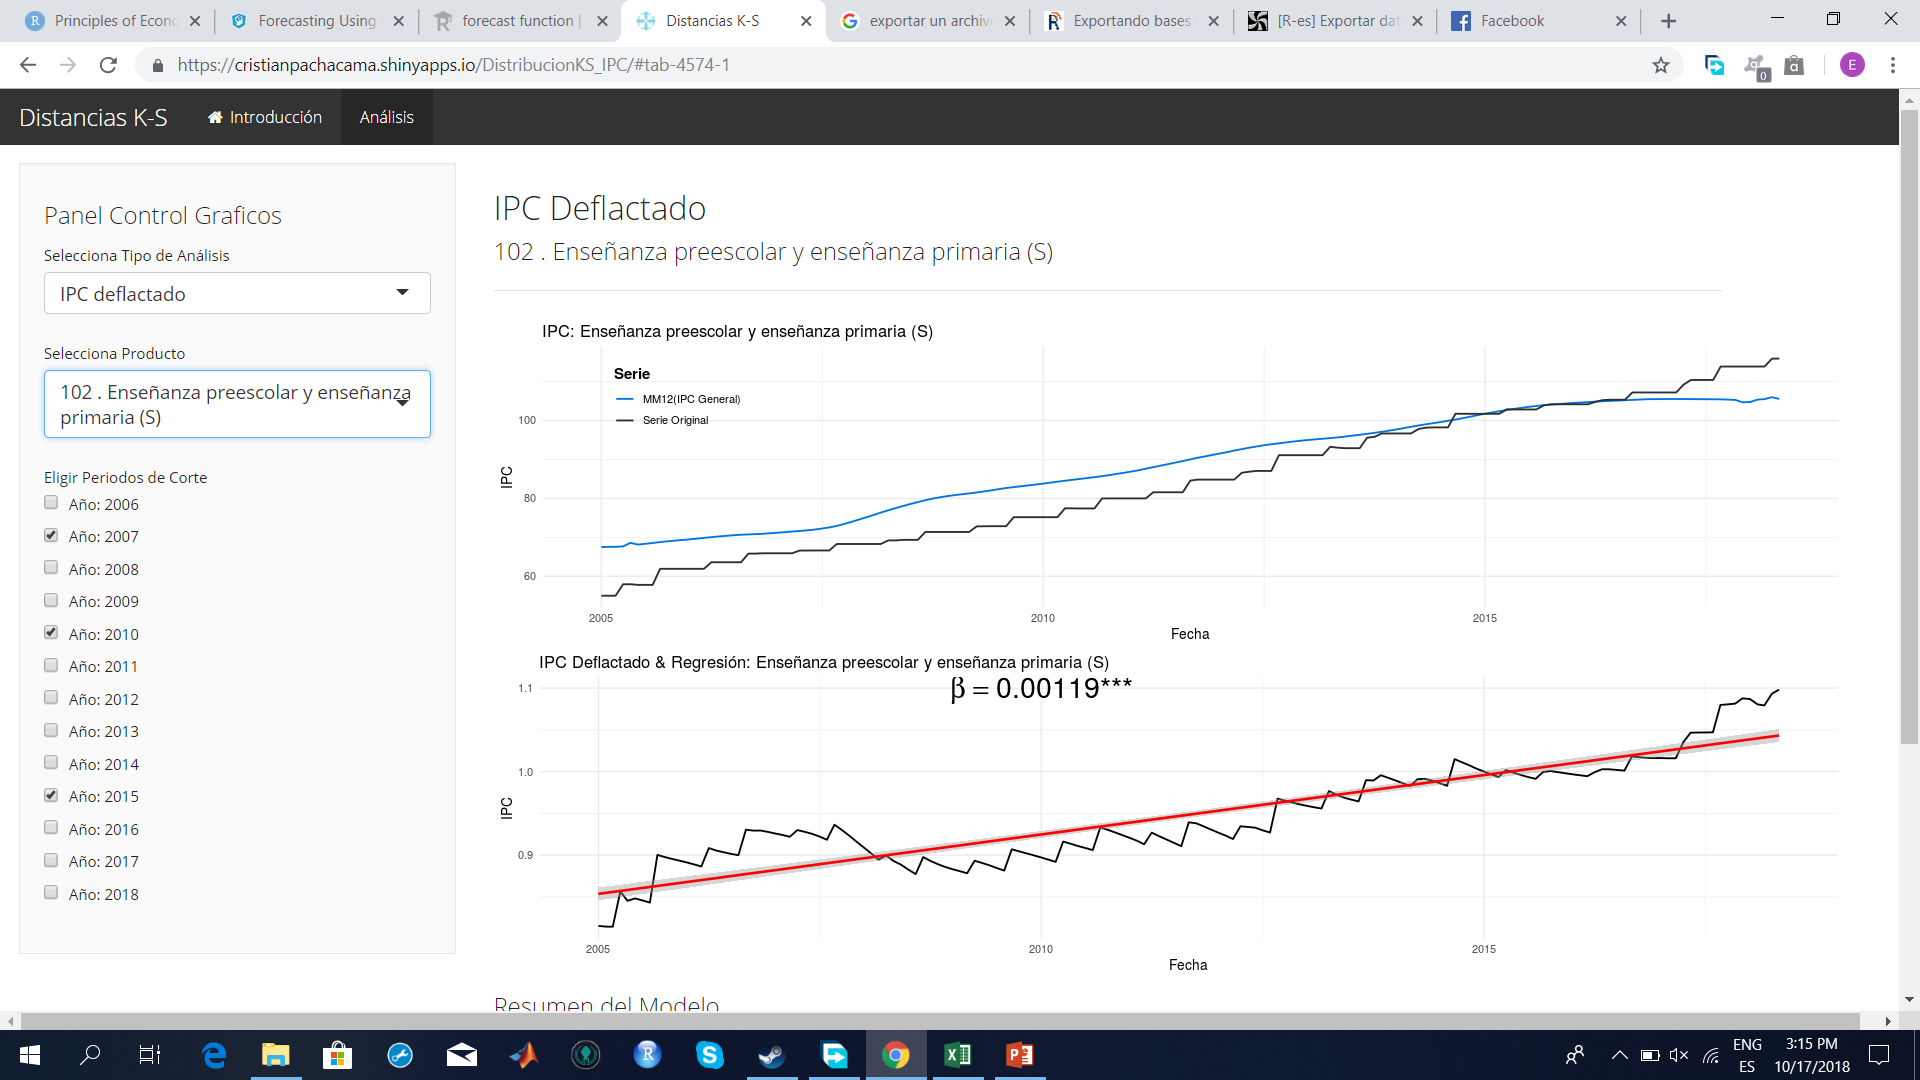 Principles of Econo
Forecasting Using
forecast function |
Distancias K-S
exportar un archivo
Exportando bases
[R-es] Exportar dat
Facebook
https://cristianpachacama.shinyapps.io/DistribucionKS_IPC/#tab-4574-1
0
a
E
Distancias K-S
Introducción
Análisis
Panel Control Graficos
Selecciona Tipo de Análisis
IPC deflactado
Selecciona Producto
102 . Enseñanza preescolar y enseñanza
primaria (S)
Eligir Periodos de Corte
Año: 2006
Año: 2007
Año: 2008
Año: 2009
Año: 2010
Año: 2011
Año: 2012
Año: 2013
Año: 2014
Año: 2015
Año: 2016
Año: 2017
Año: 2018
IPC Deflactado
102 . Enseñanza preescolar y enseñanza primaria (S)
IPC: Enseñanza preescolar y enseñanza primaria (S)
Serie
MM12(IPC General)
Serie Original
100
80
60
IPC
2005
2010
2015
Fecha
IPC Deflactado & Regresión: Enseñanza preescolar y enseñanza primaria (S)
β = 0.00119***
1.1
1.0
0.9
IPC
2005
2010
2015
Fecha
Resumen del Modelo
ENG
ES
3:15 PM
10/17/2018